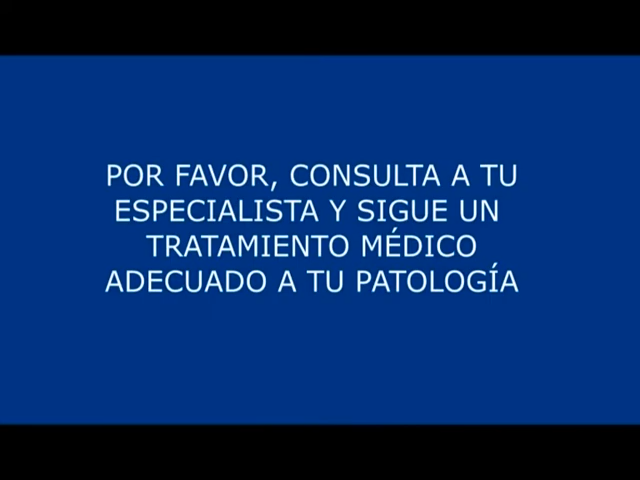 POR FAVOR, CONSULTA A TU
ESPECIALISTA Y SIGUE UN
TRATAMIENTO MÉDICO
ADECUADO A TU PATOLOGÍA